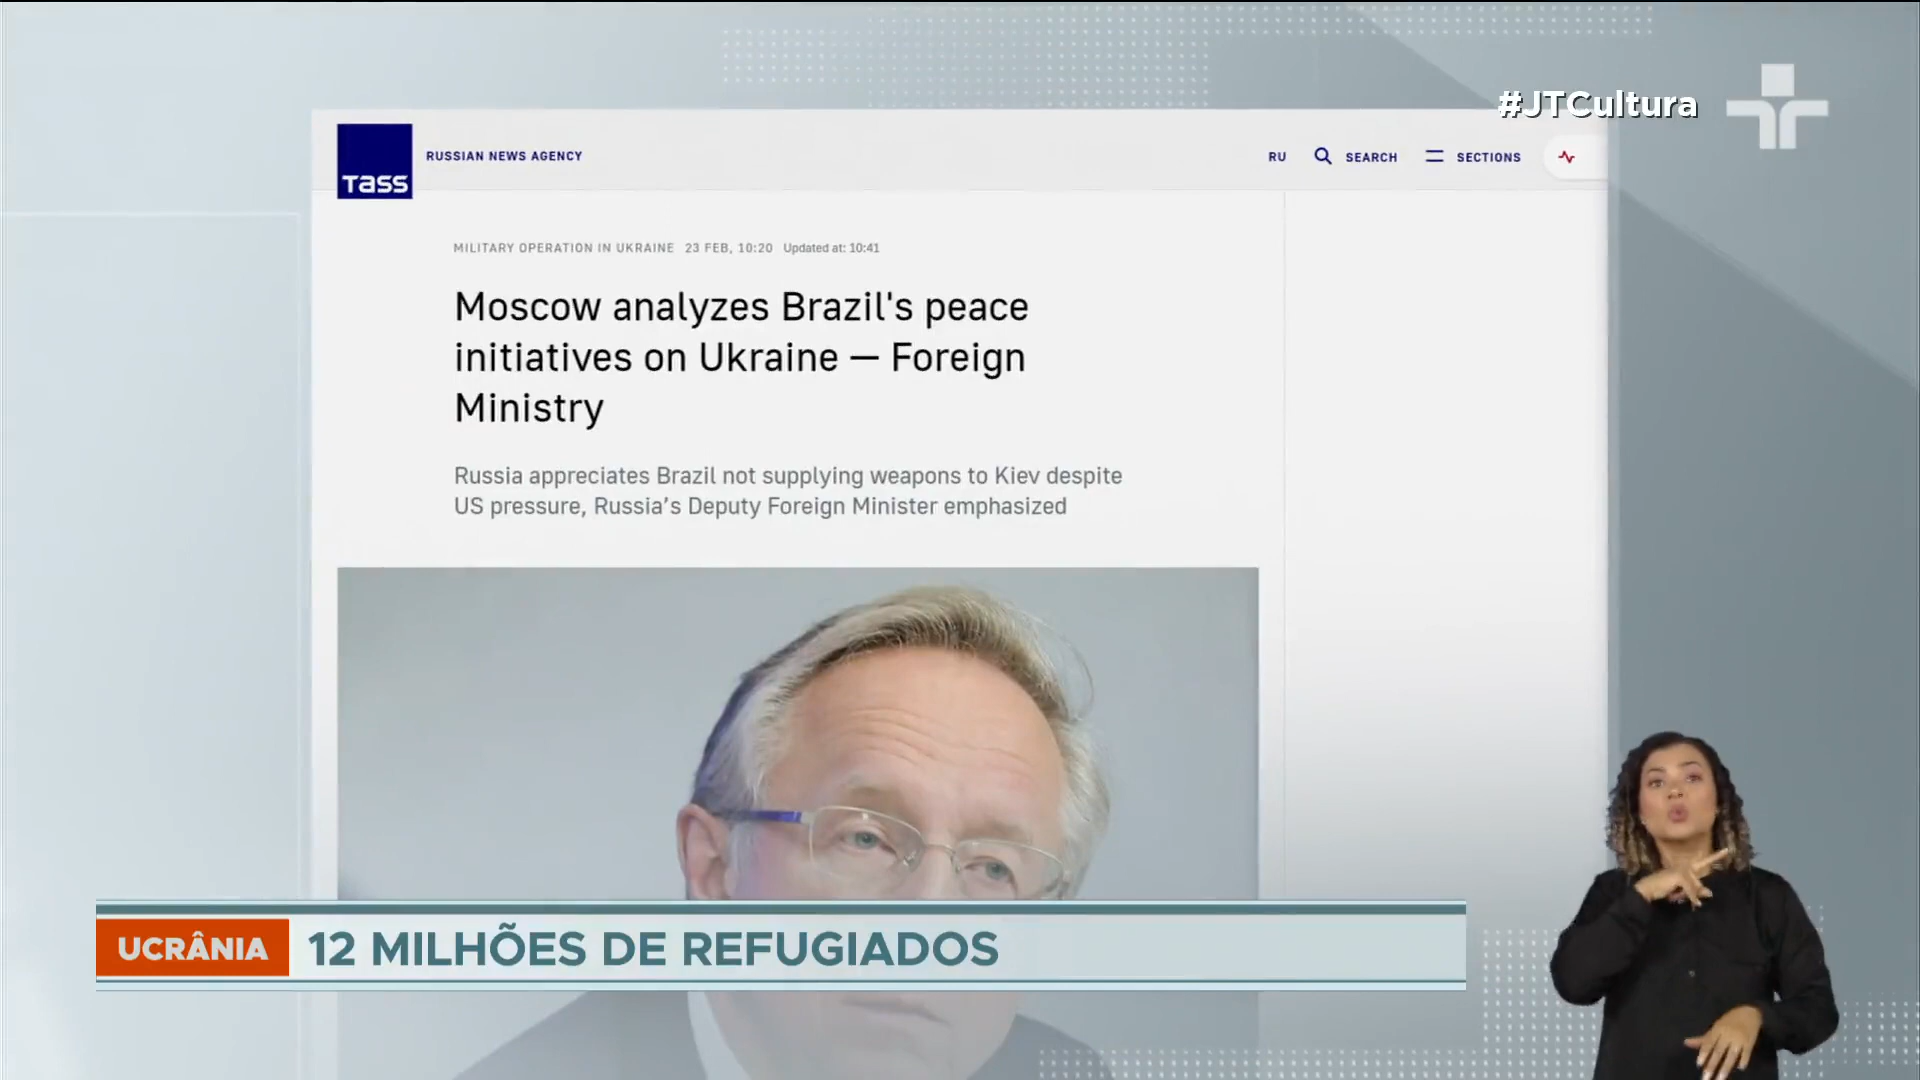 #JTCultura
TASS
RUSSIAN NEWS AGENCY
RU
SEARCH
SECTIONS
MILITARY OPERATION IN UKRAINE 23 FEB, 10:20 Updated at: 10:41
Moscow analyzes Brazil's peace
initiatives on Ukraine — Foreign
Ministry
Russia appreciates Brazil not supplying weapons to Kiev despite
US pressure, Russia's Deputy Foreign Minister emphasized
UCRÂNIA
12 MILHÕES DE REFUGIADOS